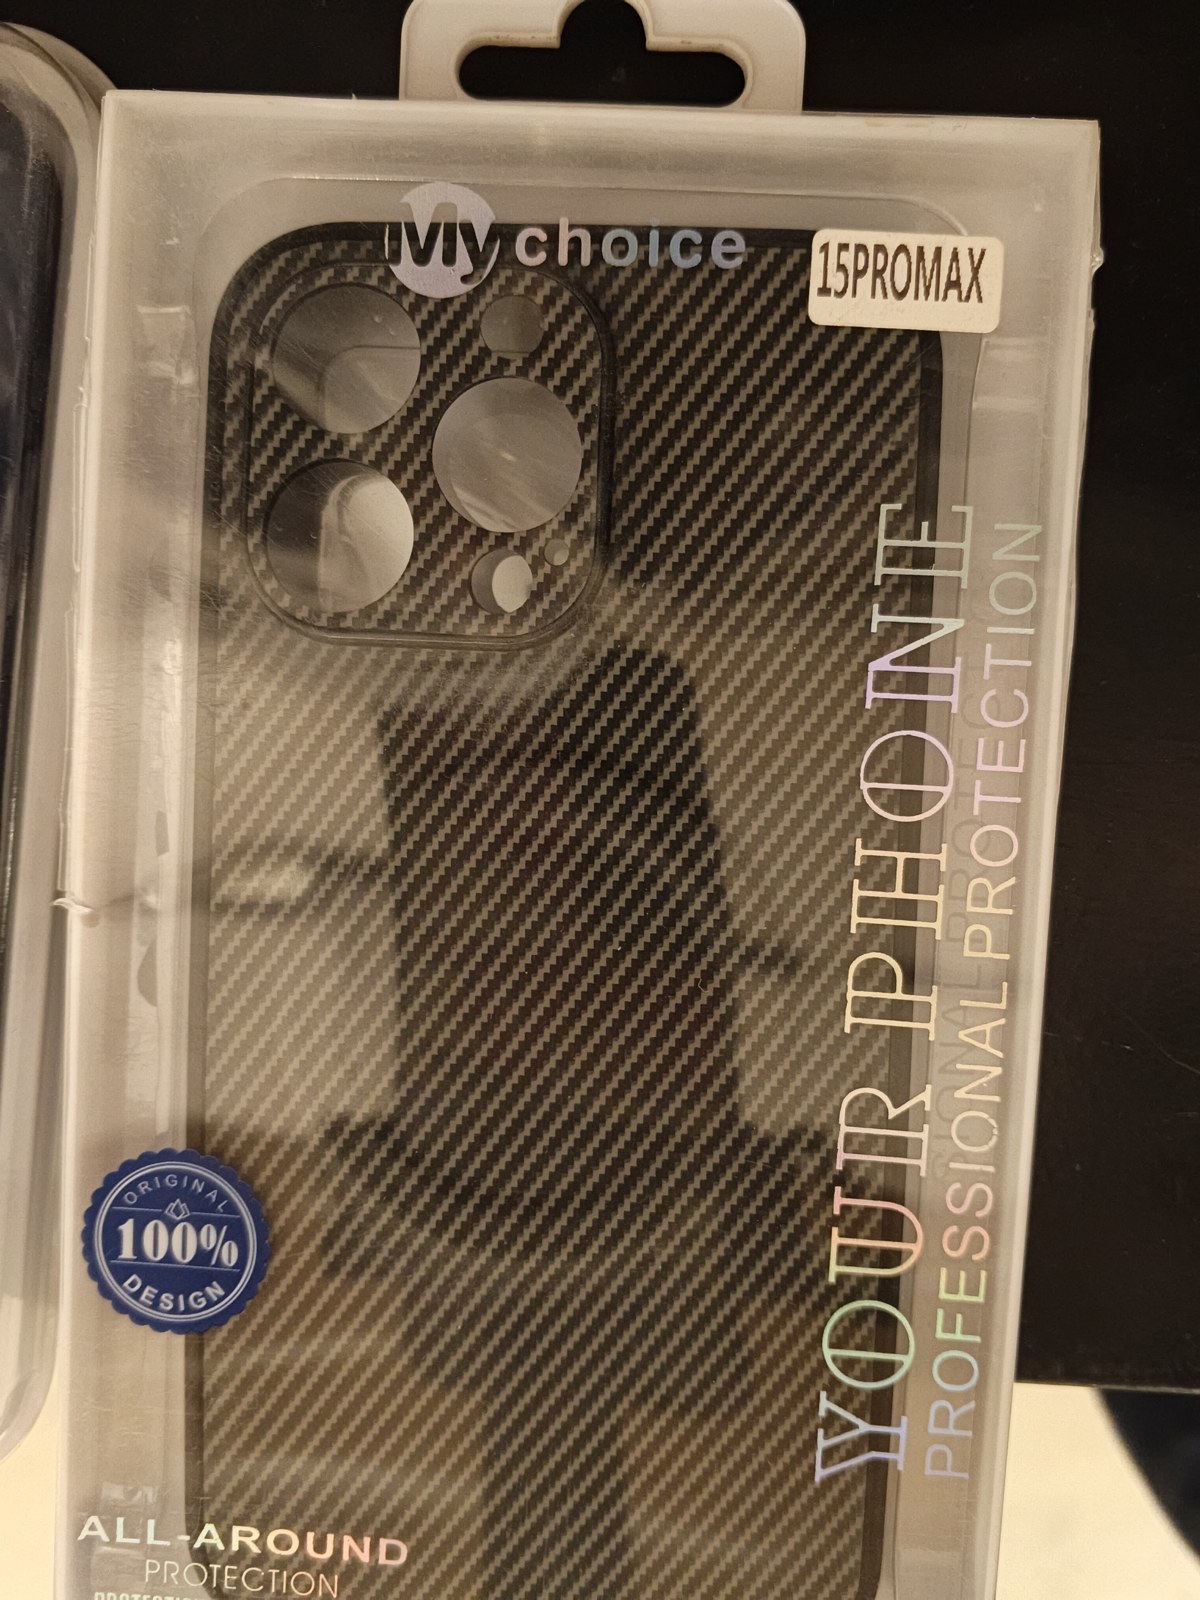 My choice
15PROMAX
YOUR PHONE
PROFESSIONAL PROTECTION
ORIGINAL
100%
DESIGN
ALL-AROUND
PROTECTION